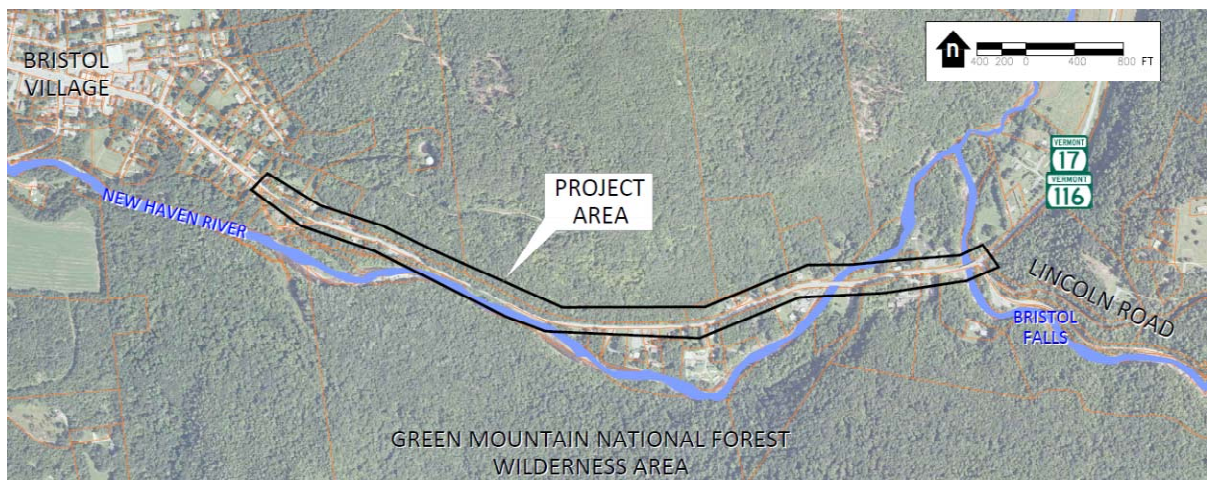 BRISTOL
VILLAGE
n
400 200 0 400 800 FT
VERMONT
17
VERMONT
116
PROJECT
AREA
NEW HAVEN RIVER
LINCOLN ROAD
BRISTOL
FALLS
GREEN MOUNTAIN NATIONAL FOREST
WILDERNESS AREA